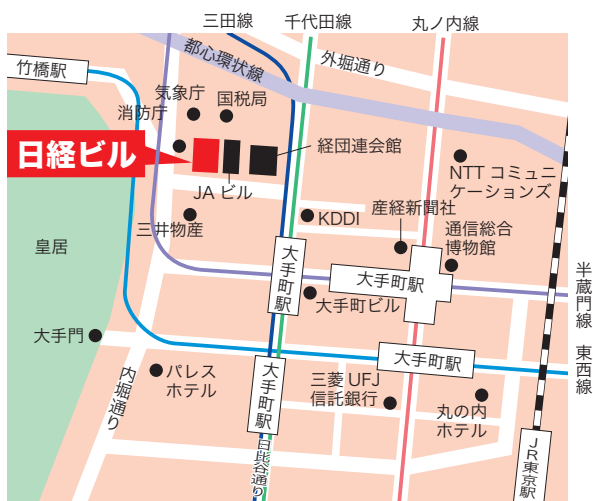 三田線
千代田線
丸ノ内線
竹橋駅
都心環状線
外堀通り
気象庁
国税局
消防庁
日経ビル
経団連会館
JA ビル
NTT コミュニ
ケーションズ
三井物産
KDDI
産経新聞社
通信総合
博物館
皇居
大手町駅
大手町駅
大手町ビル
半蔵門線
東西線
大手門
大手町駅
大手町駅
内堀通り
パレス
ホテル
三菱 UFJ
信託銀行
丸の内
ホテル
日比谷通り
JR東京駅